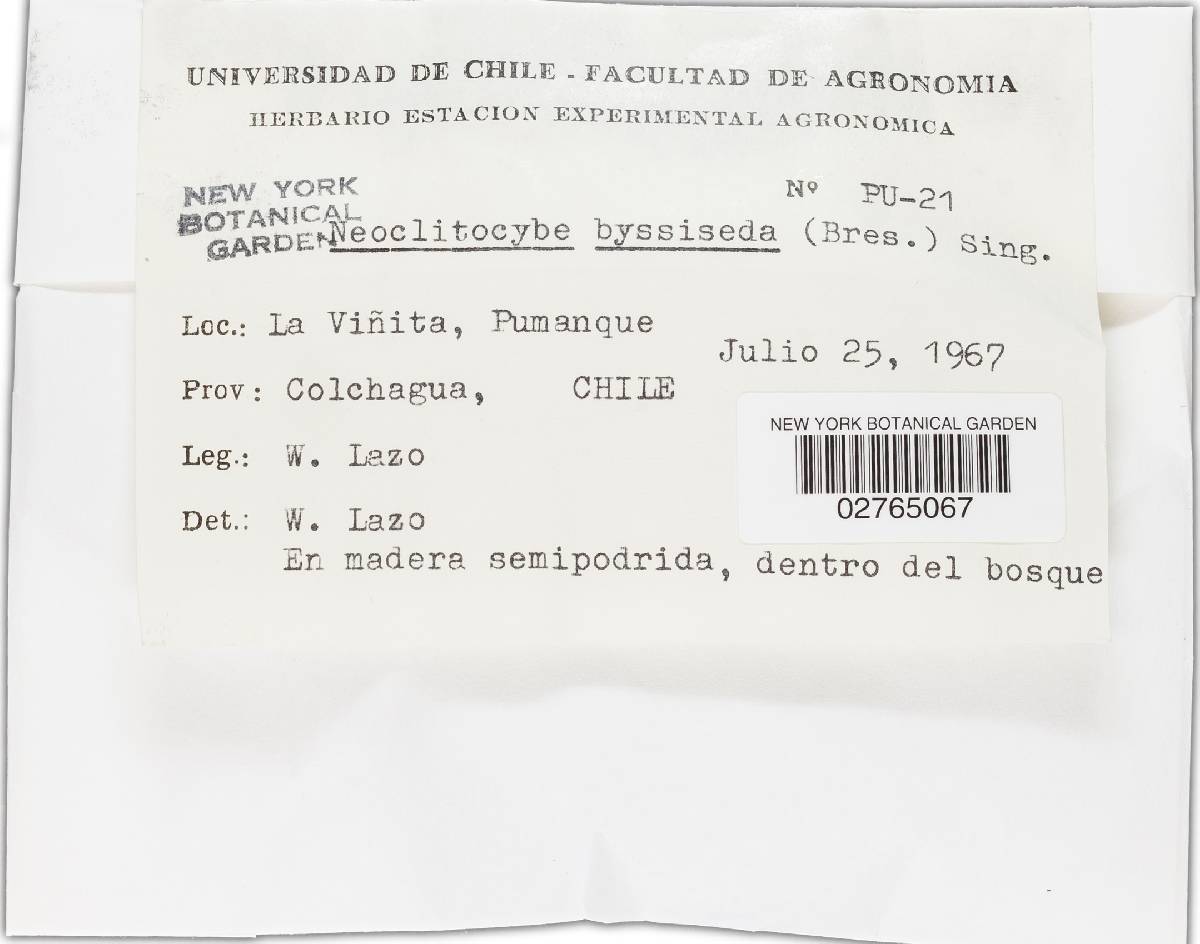 UNIVERSIDAD DE CHILE - FACULTAD DE AGRONOMIA
HERBARIO ESTACION EXPERIMENTAL AGRONOMICA
NEW YORK
BOTANICAL
GARDEN
Nº PU-21
Neoclitocybe byssiseda (Bres.) Sing.
Loc.: La Viñita, Pumanque
Julio 25, 1967
Prov: Colchagua, CHILE
Leg.: W. Lazo
Det.: W. Lazo
En madera semipodrida, dentro del bosque
NEW YORK BOTANICAL GARDEN
02765067